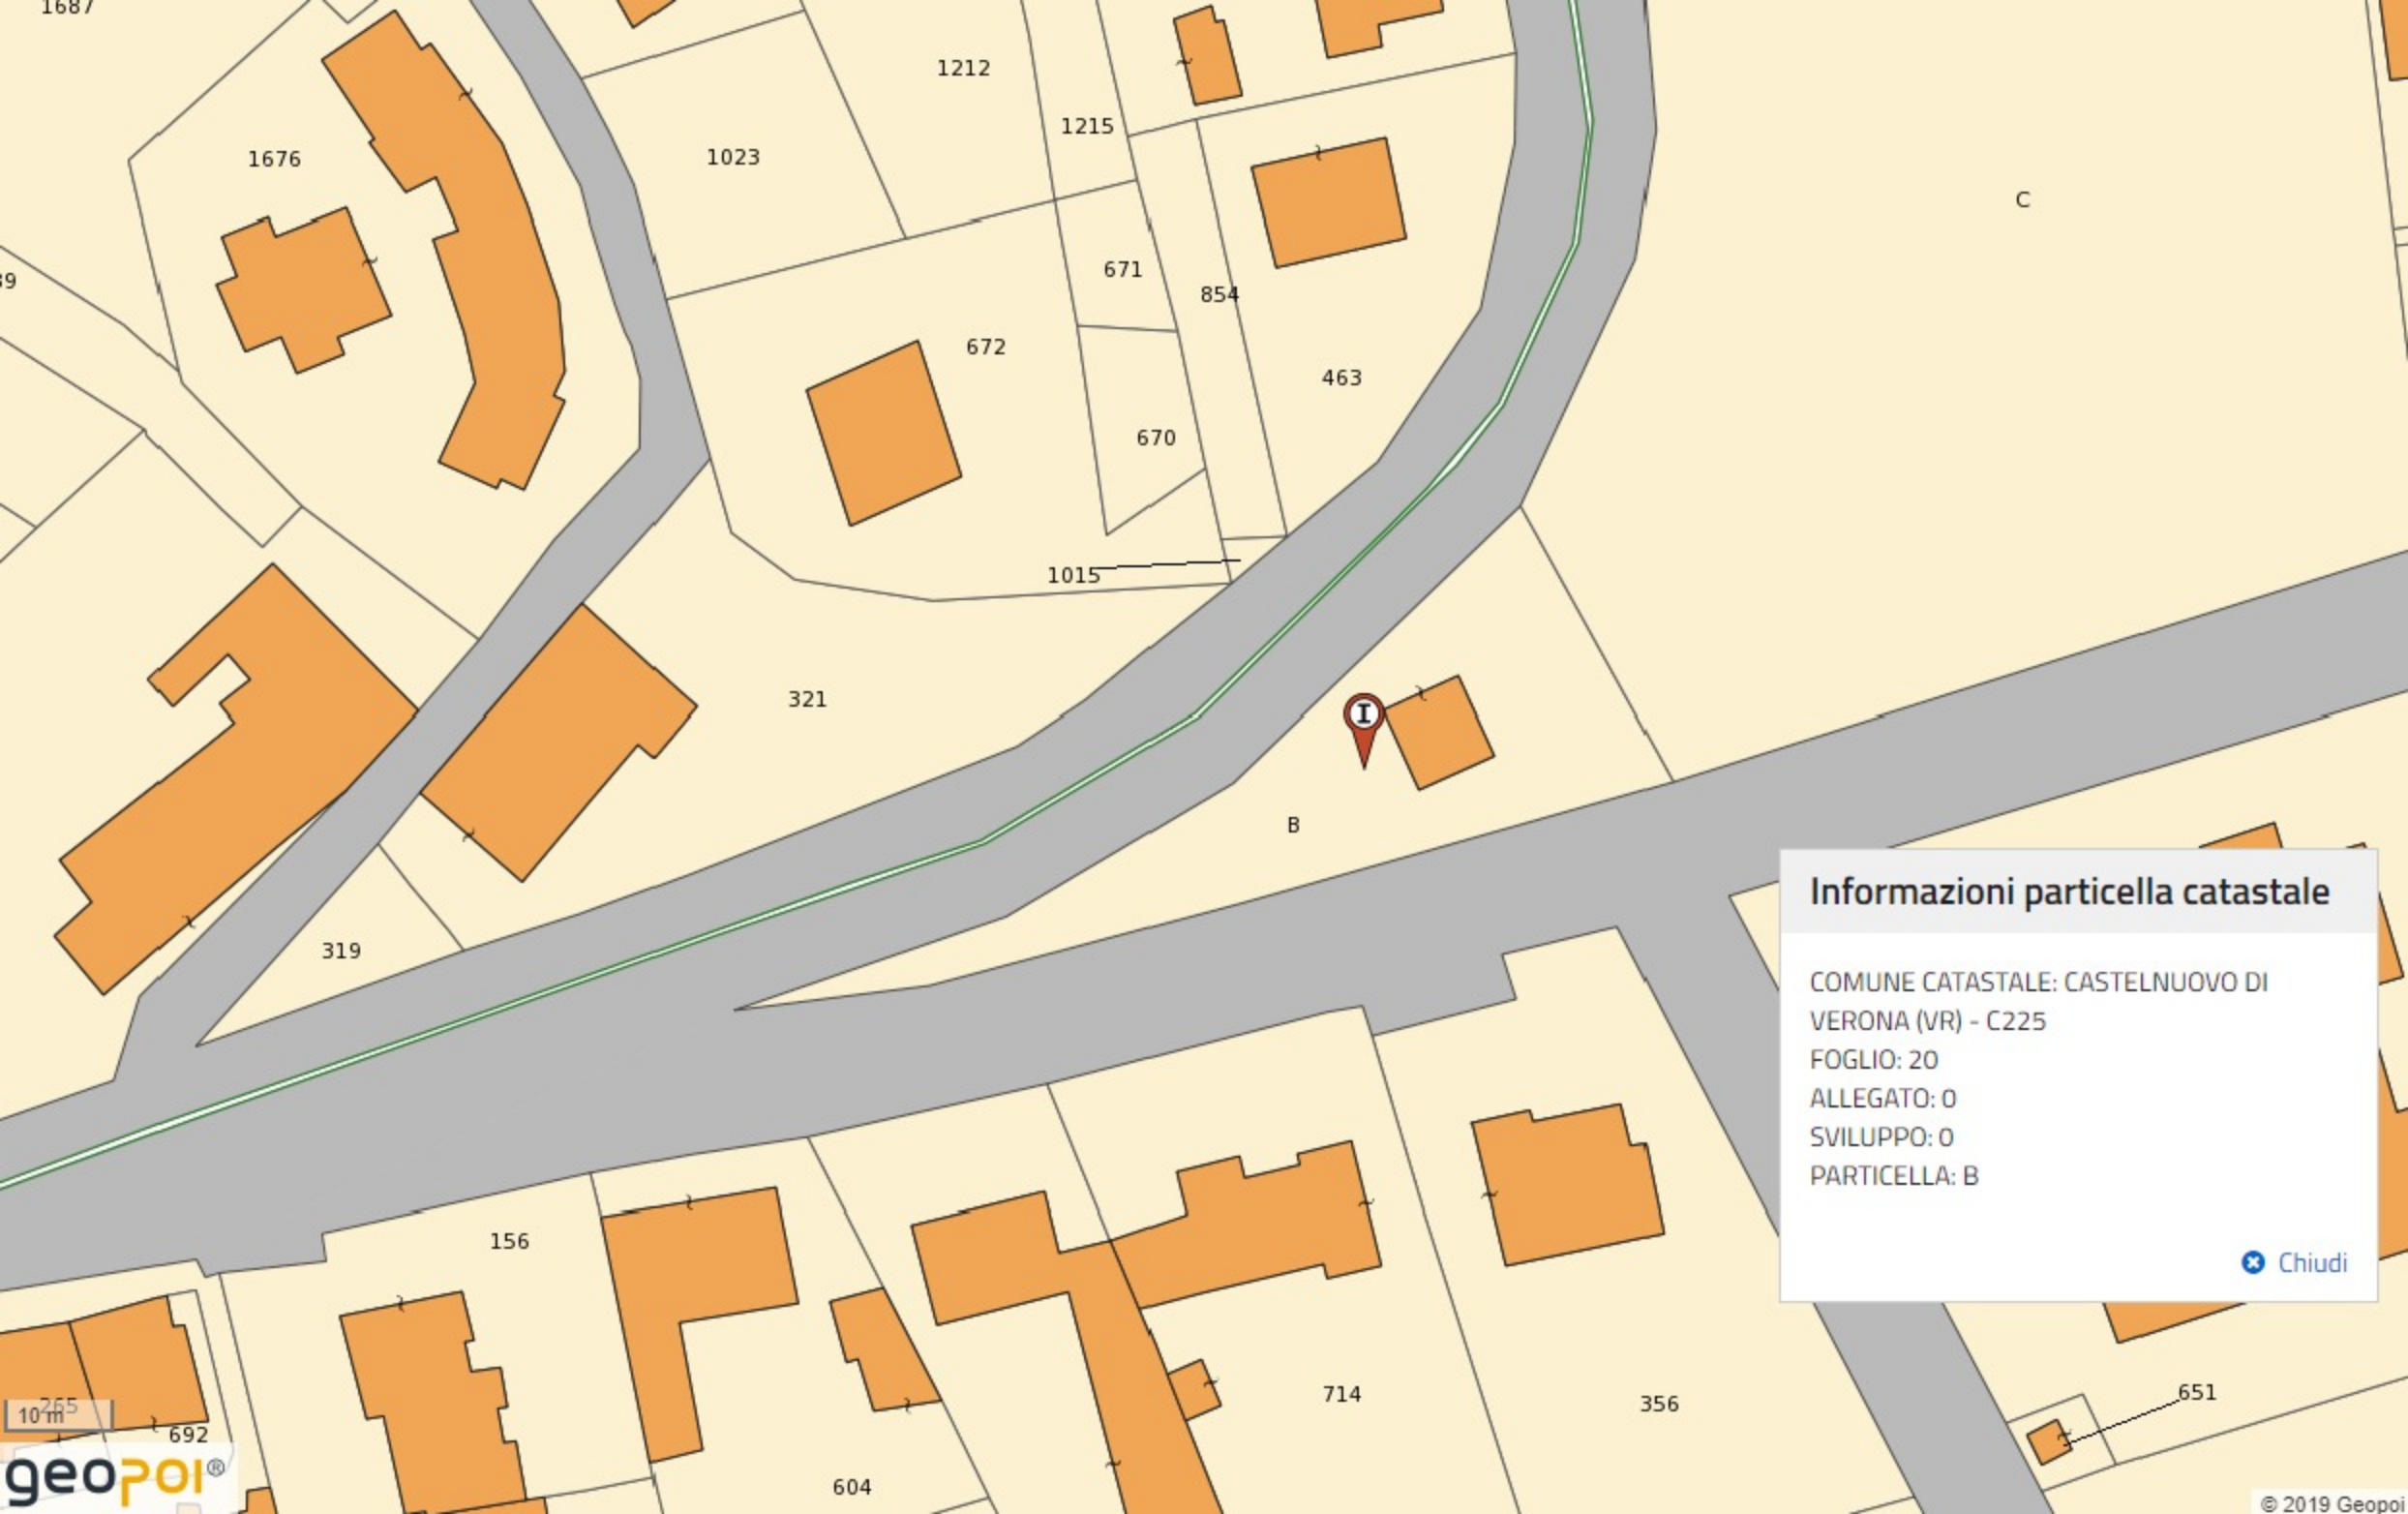 1687
1212
1215
1023
1676
C
671
39
854
672
463
670
1015
321
B
319
Informazioni particella catastale
COMUNE CATASTALE: CASTELNUOVO DI
VERONA (VR) - C225
FOGLIO: 20
ALLEGATO: 0
SVILUPPO: 0
PARTICELLA: B
Chiudi
156
714
356
651
265
10 m
692
604
geopoi®
© 2019 Geopoi